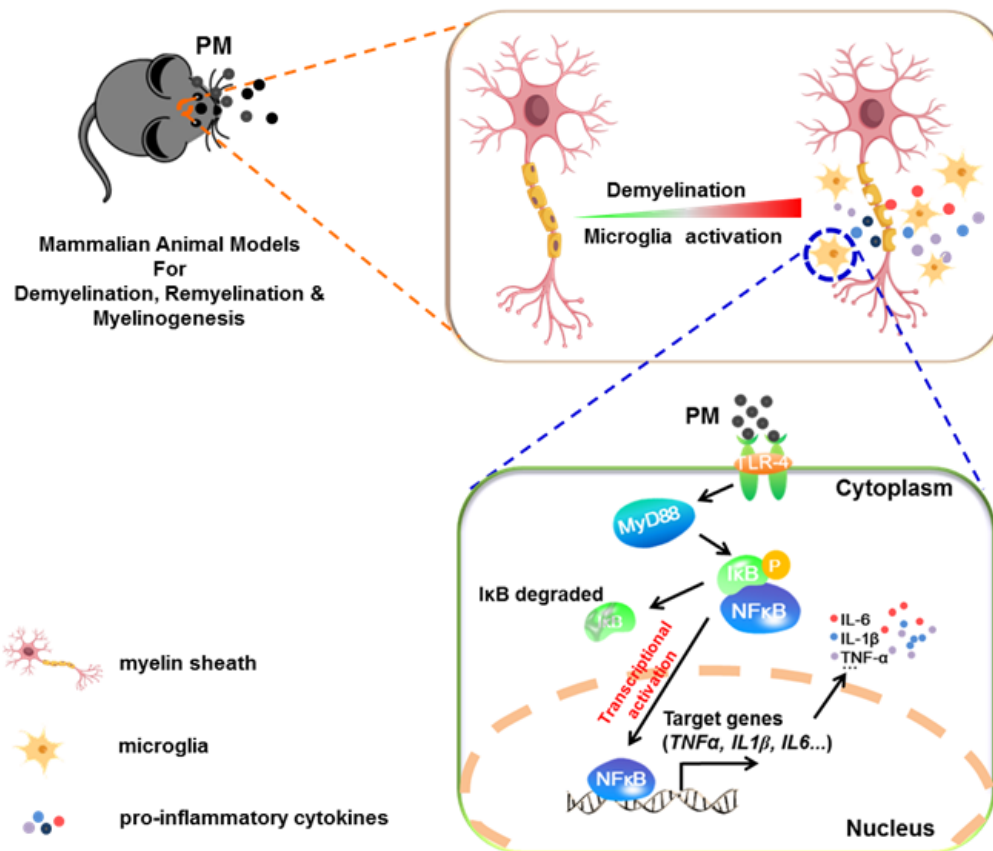 PM
Mammalian Animal Models
For
Demyelination, Remyelination &
Myelinogenesis
Demyelination
Microglia activation
PM
TLR-4
Cytoplasm
MyD88
IκB
P
NFκB
IκB degraded
IκB
IL-6
IL-1β
TNF-α
...
Transcriptional
activation
Target genes
(TNFα, IL1β, IL6...)
NFκB
Nucleus
myelin sheath
microglia
pro-inflammatory cytokines